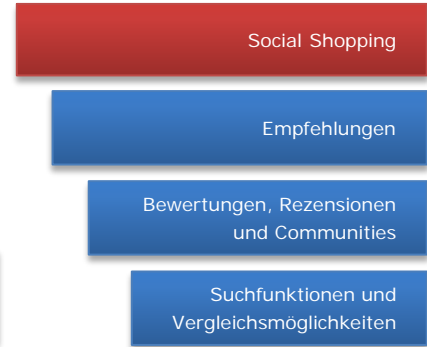 Social Shopping
Empfehlungen
Bewertungen, Rezensionen
und Communities
Suchfunktionen und
Vergleichsmöglichkeiten